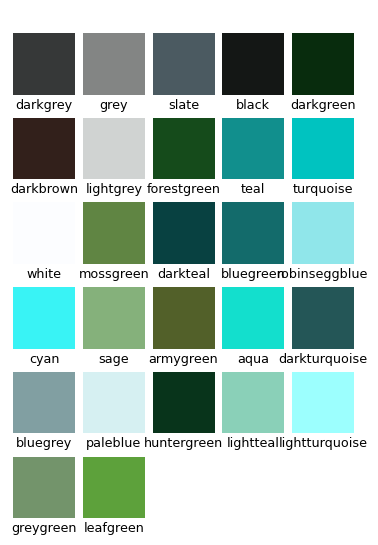 darkgrey grey slate black darkgreen
darkbrown lightgrey forestgreen teal turquoise
white mossgreen darkteal bluegreen robinseggblue
cyan sage armygreen aqua darkturquoise
bluegrey paleblue huntergreen lightteal lightturquoise
greygreen leafgreen